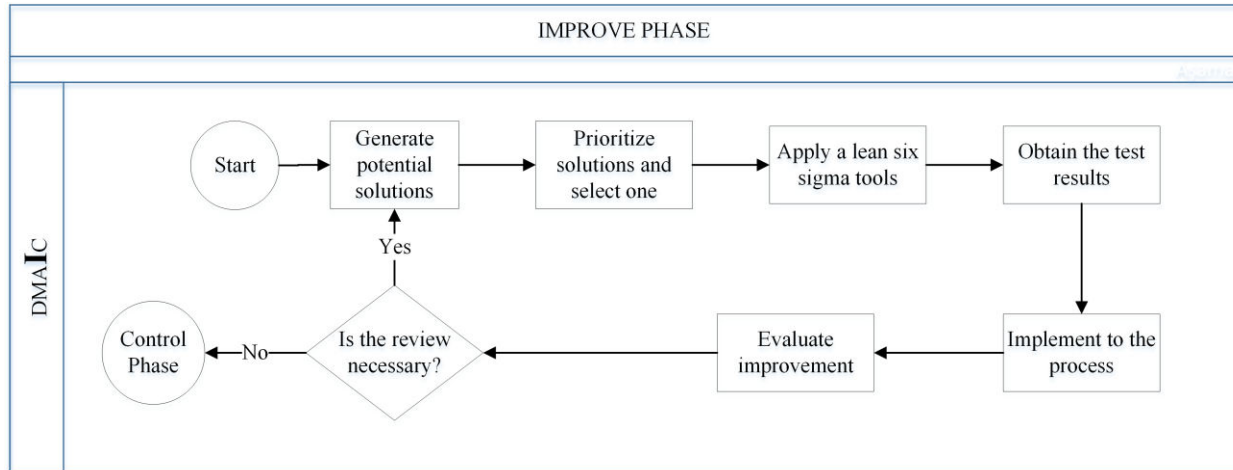 IMPROVE PHASE
DMAIC
Start
Generate
potential
solutions
Prioritize
solutions and
select one
Apply a lean six
sigma tools
Obtain the test
results
Yes
Control
Phase
No
Is the review
necessary?
Evaluate
improvement
Implement to the
process